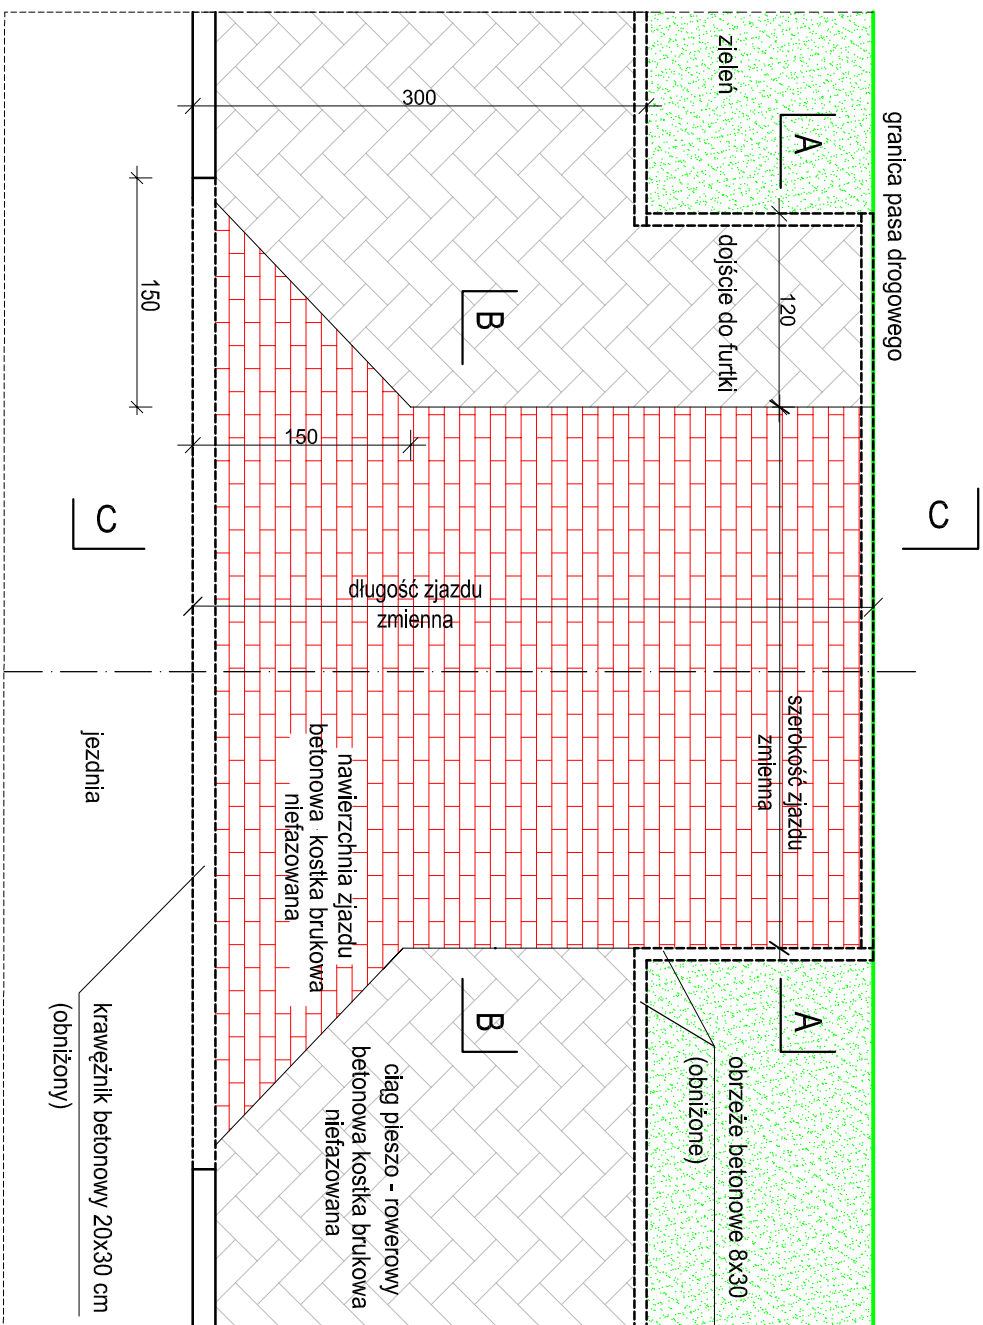 granica pasa drogowego
zieleń
A
300
dojście do furtki
120
B
150
150
C
C
długość zjazdu
zmienna
szerokość zjazdu
zmienna
jezdnia
nawierzchnia zjazdu
betonowa kostka brukowa
niefazowana
A
B
obrzeże betonowe 8x30
(obniżone)
ciąg pieszo - rowerowy
betonowa kostka brukowa
niefazowana
krawężnik betonowy 20x30 cm
(obniżony)